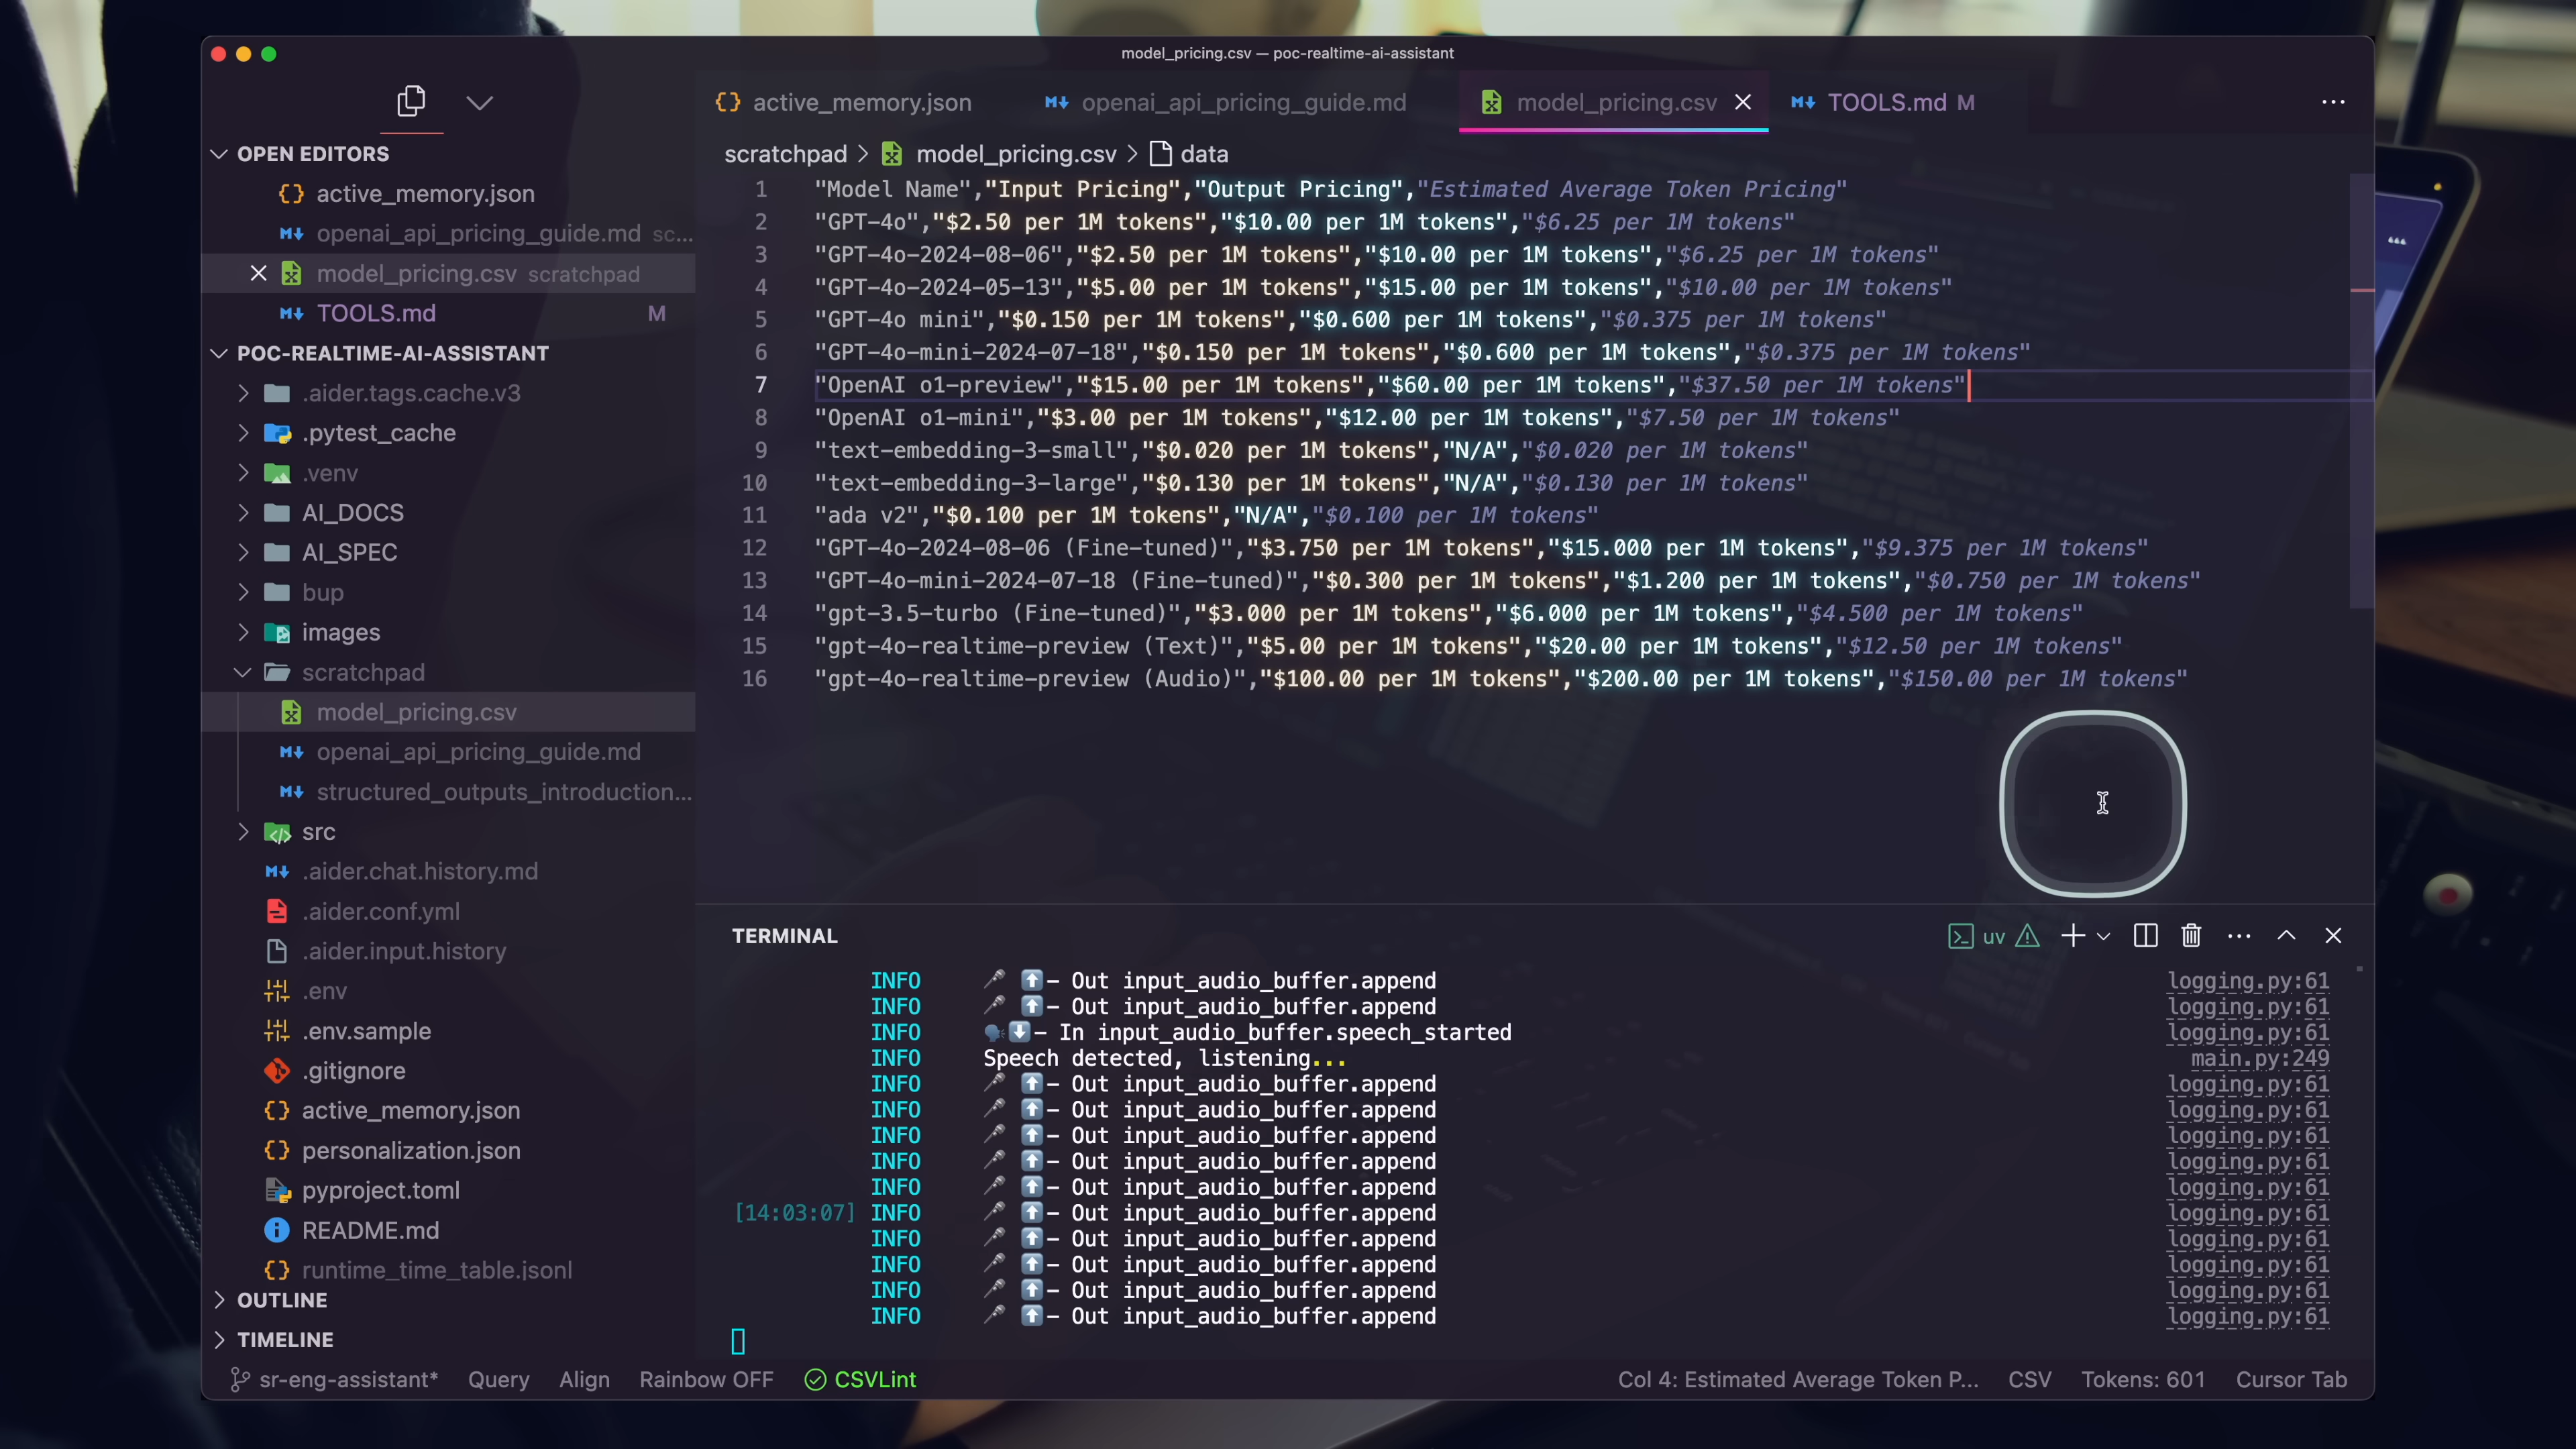 model_pricing.csv — poc-realtime-ai-assistant
active_memory.json
openai_api_pricing_guide.md
model_pricing.csv
TOOLS.md M
OPEN EDITORS
active_memory.json
openai_api_pricing_guide.md sc...
model_pricing.csv scratchpad
TOOLS.md M
POC-REALTIME-AI-ASSISTANT
.aider.tags.cache.v3
.pytest_cache
.venv
AI_DOCS
AI_SPEC
bup
images
scratchpad
model_pricing.csv
openai_api_pricing_guide.md
structured_outputs_introduction...
src
.aider.chat.history.md
.aider.conf.yml
.aider.input.history
.env
.env.sample
.gitignore
active_memory.json
personalization.json
pyproject.toml
README.md
runtime_time_table.jsonl
OUTLINE
TIMELINE
scratchpad > model_pricing.csv > data
1 "Model Name","Input Pricing","Output Pricing","Estimated Average Token Pricing"
2 "GPT-4o","$2.50 per 1M tokens","$10.00 per 1M tokens","$6.25 per 1M tokens"
3 "GPT-4o-2024-08-06","$2.50 per 1M tokens","$10.00 per 1M tokens","$6.25 per 1M tokens"
4 "GPT-4o-2024-05-13","$5.00 per 1M tokens","$15.00 per 1M tokens","$10.00 per 1M tokens"
5 "GPT-4o mini","$0.150 per 1M tokens","$0.600 per 1M tokens","$0.375 per 1M tokens"
6 "GPT-4o-mini-2024-07-18","$0.150 per 1M tokens","$0.600 per 1M tokens","$0.375 per 1M tokens"
7 "OpenAI o1-preview","$15.00 per 1M tokens","$60.00 per 1M tokens","$37.50 per 1M tokens"
8 "OpenAI o1-mini","$3.00 per 1M tokens","$12.00 per 1M tokens","$7.50 per 1M tokens"
9 "text-embedding-3-small","$0.020 per 1M tokens","N/A","$0.020 per 1M tokens"
10 "text-embedding-3-large","$0.130 per 1M tokens","N/A","$0.130 per 1M tokens"
11 "ada v2","$0.100 per 1M tokens","N/A","$0.100 per 1M tokens"
12 "GPT-4o-2024-08-06 (Fine-tuned)","$3.750 per 1M tokens","$15.000 per 1M tokens","$9.375 per 1M tokens"
13 "GPT-4o-mini-2024-07-18 (Fine-tuned)","$0.300 per 1M tokens","$1.200 per 1M tokens","$0.750 per 1M tokens"
14 "gpt-3.5-turbo (Fine-tuned)","$3.000 per 1M tokens","$6.000 per 1M tokens","$4.500 per 1M tokens"
15 "gpt-4o-realtime-preview (Text)","$5.00 per 1M tokens","$20.00 per 1M tokens","$12.50 per 1M tokens"
16 "gpt-4o-realtime-preview (Audio)","$100.00 per 1M tokens","$200.00 per 1M tokens","$150.00 per 1M tokens"
TERMINAL
uv
INFO – Out input_audio_buffer.append logging.py:61
INFO – Out input_audio_buffer.append logging.py:61
INFO – In input_audio_buffer.speech_started logging.py:61
INFO Speech detected, listening... main.py:249
INFO – Out input_audio_buffer.append logging.py:61
INFO – Out input_audio_buffer.append logging.py:61
INFO – Out input_audio_buffer.append logging.py:61
INFO – Out input_audio_buffer.append logging.py:61
INFO – Out input_audio_buffer.append logging.py:61
[14:03:07] INFO – Out input_audio_buffer.append logging.py:61
INFO – Out input_audio_buffer.append logging.py:61
INFO – Out input_audio_buffer.append logging.py:61
INFO – Out input_audio_buffer.append logging.py:61
INFO – Out input_audio_buffer.append logging.py:61
sr-eng-assistant* Query Align Rainbow OFF CSVLint Col 4: Estimated Average Token P... CSV Tokens: 601 Cursor Tab